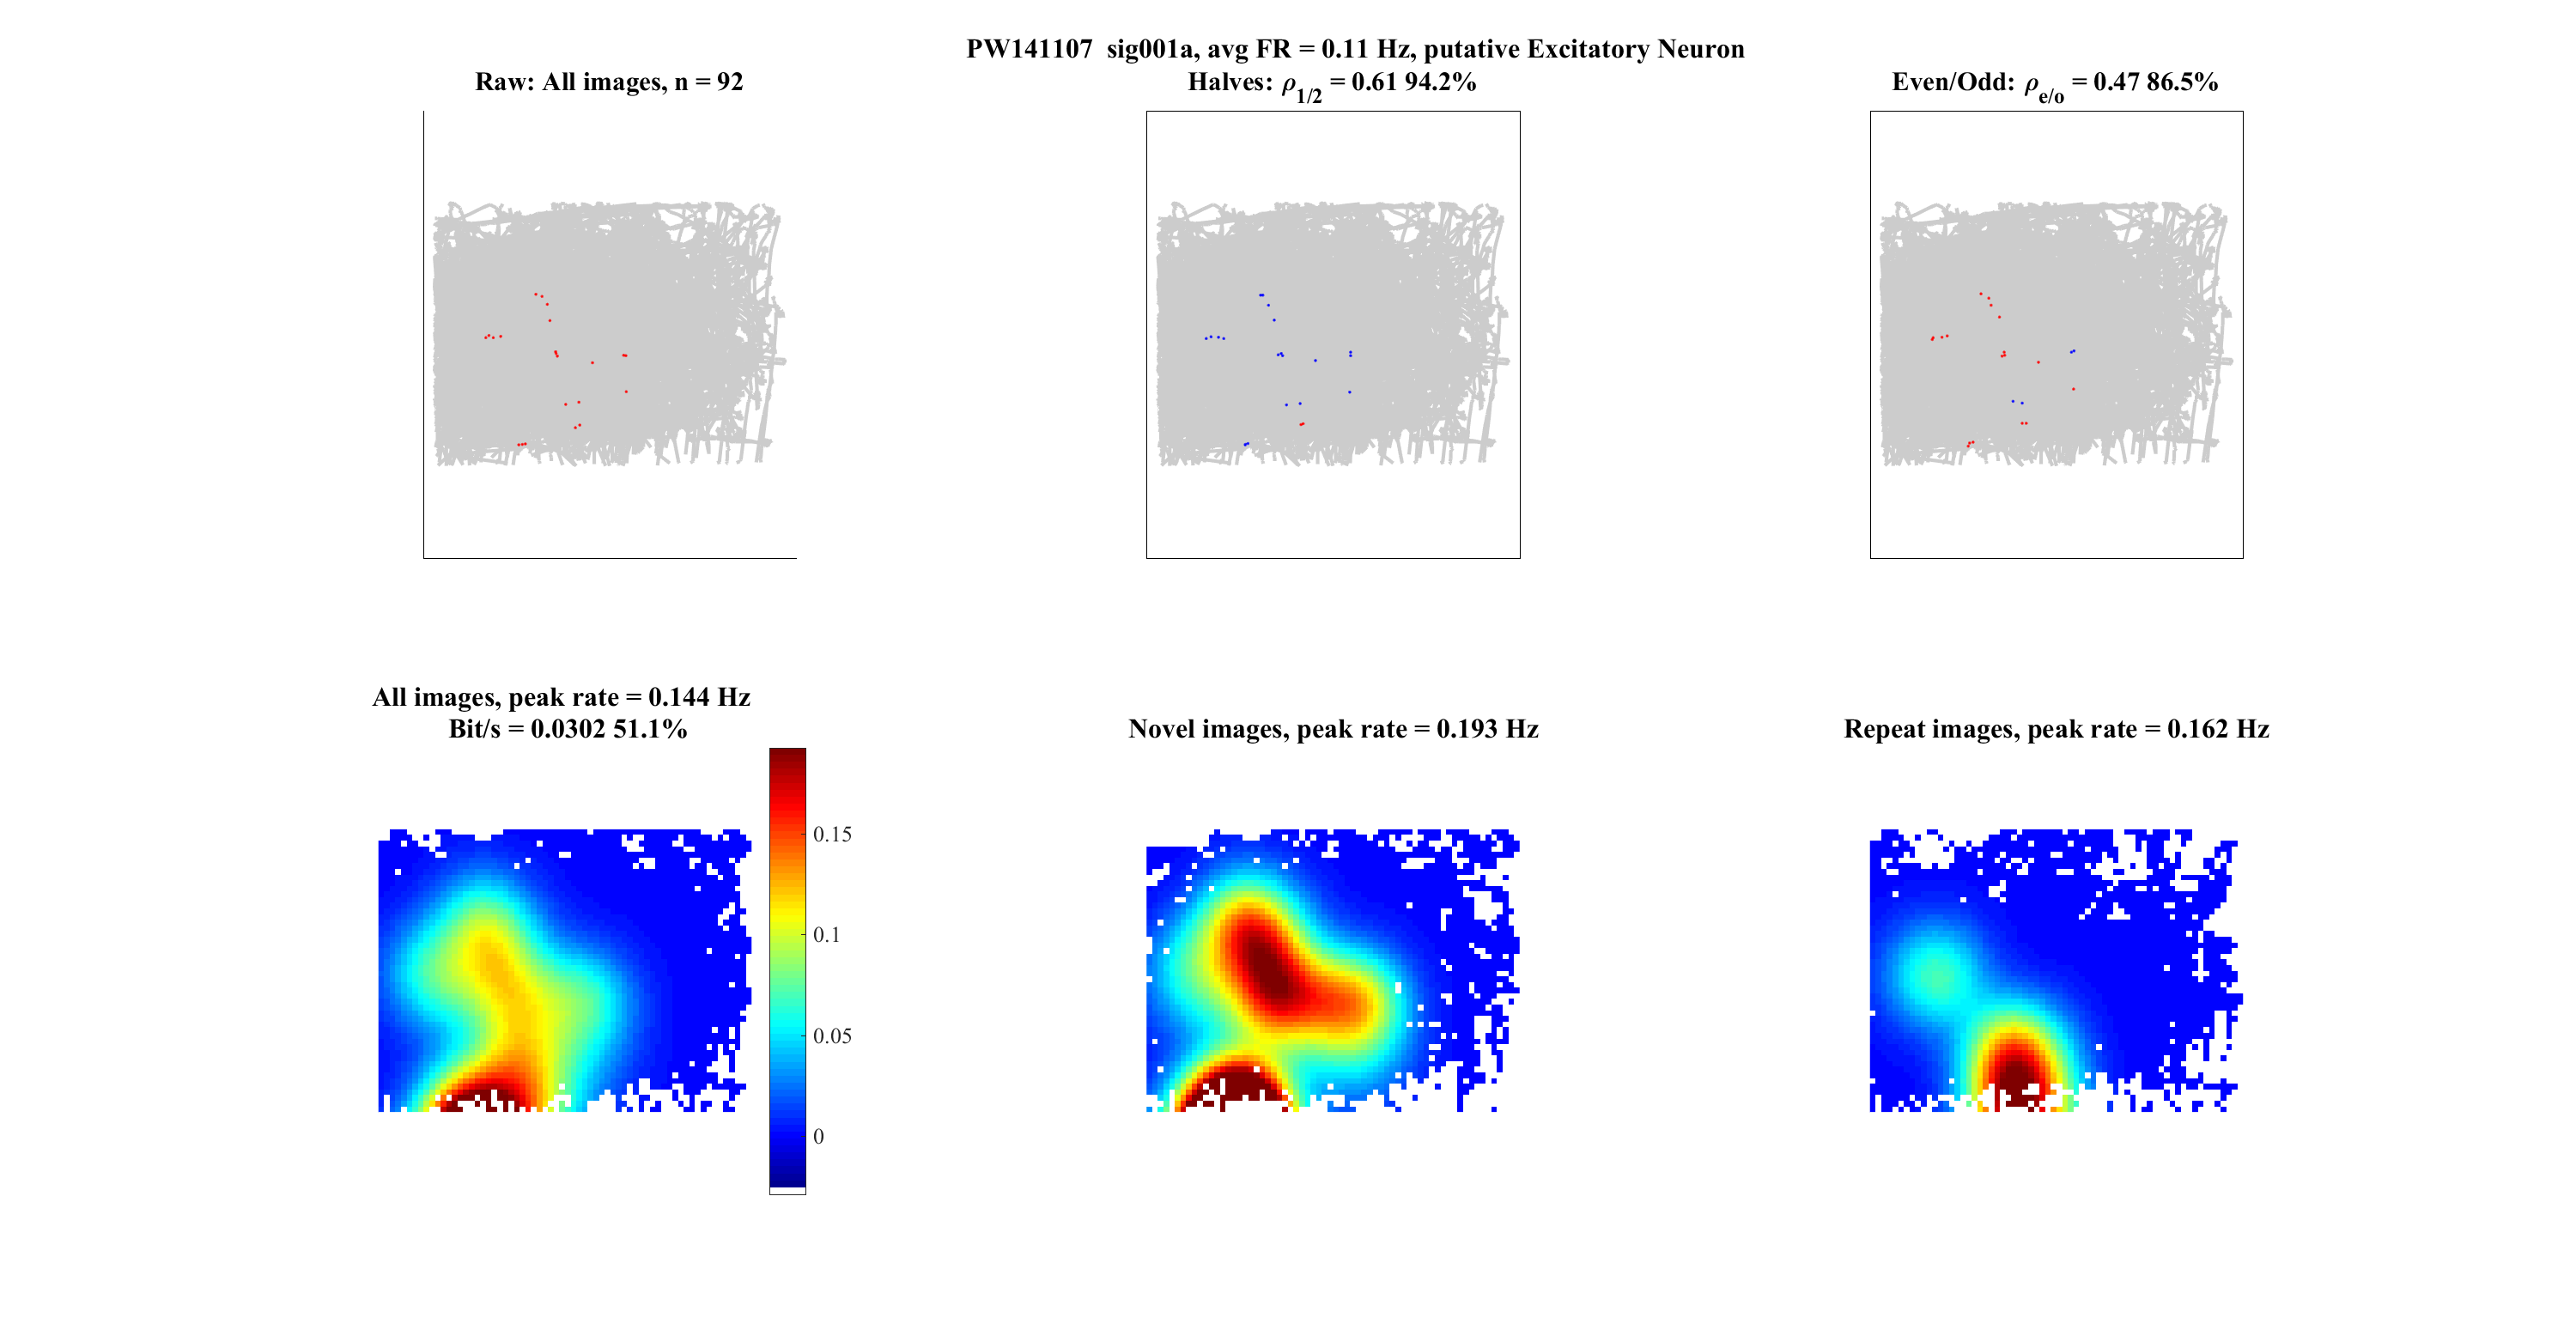 PW141107 sig001a, avg FR = 0.11 Hz, putative Excitatory Neuron
Raw: All images, n = 92
Halves: ρ1/2 = 0.61 94.2%
Even/Odd: ρe/o = 0.47 86.5%
All images, peak rate = 0.144 Hz
Bit/s = 0.0302 51.1%
0.15
0.1
0.05
0
Novel images, peak rate = 0.193 Hz
Repeat images, peak rate = 0.162 Hz